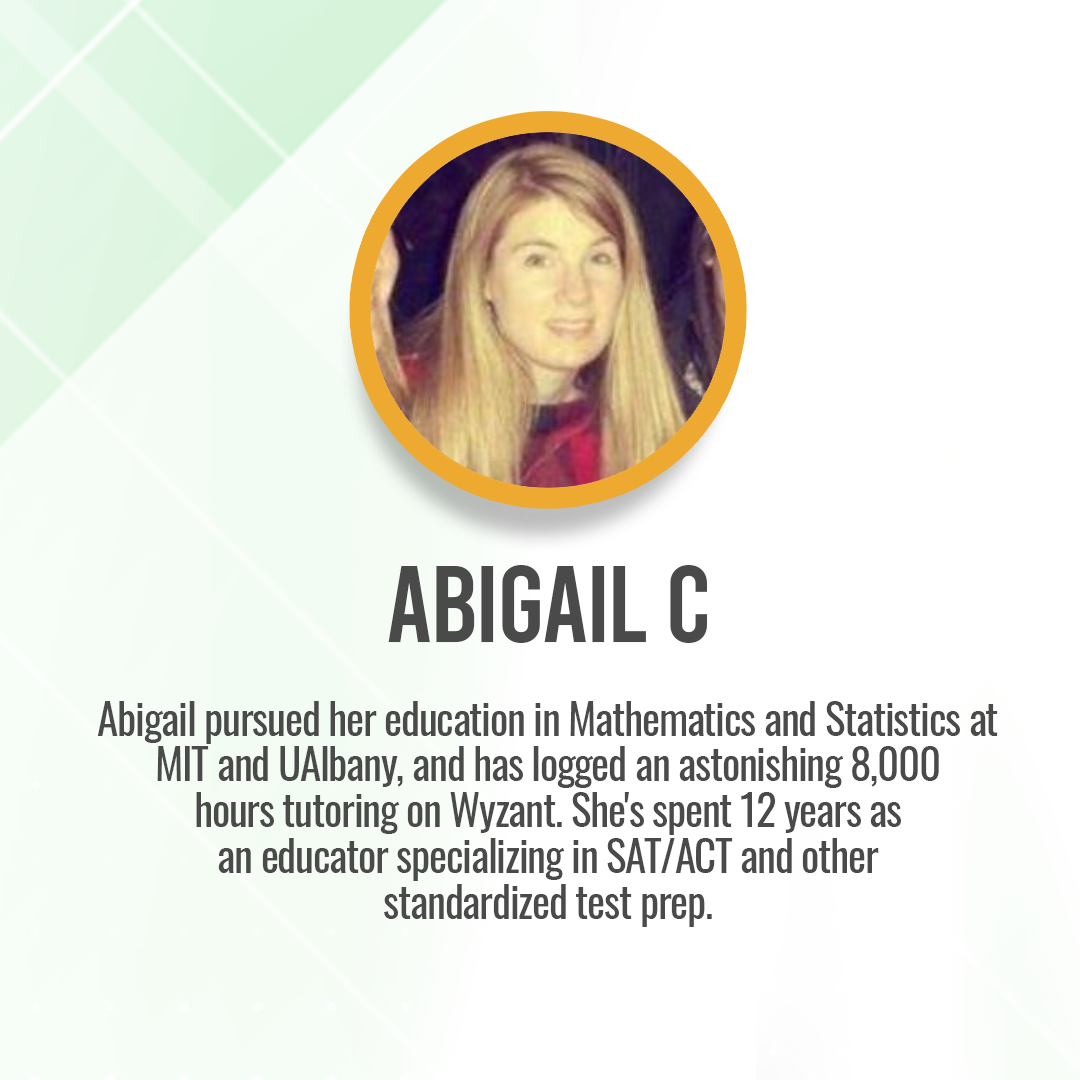 ABIGAIL C
Abigail pursued her education in Mathematics and Statistics at
MIT and UAlbany, and has logged an astonishing 8,000
hours tutoring on Wyzant. She's spent 12 years as
an educator specializing in SAT/ACT and other
standardized test prep.